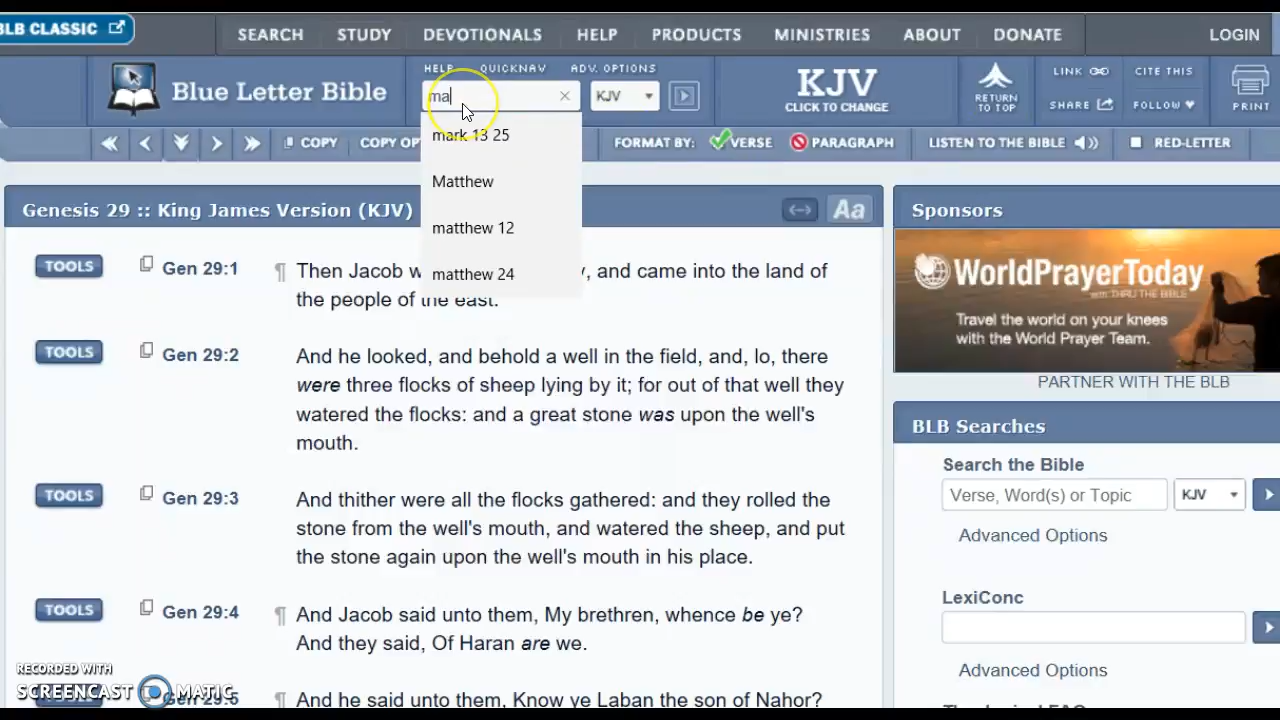 BLB CLASSIC
SEARCH STUDY DEVOTIONALS HELP PRODUCTS MINISTRIES ABOUT DONATE LOGIN
HELP QUICKNAV ADV. OPTIONS
Blue Letter Bible
ma
KJV
KJV
CLICK TO CHANGE
RETURN
TO TOP
LINK CITE THIS
SHARE FOLLOW
PRINT
COPY COPY OP
FORMAT BY: VERSE PARAGRAPH LISTEN TO THE BIBLE RED-LETTER
mark 13 25
Matthew
matthew 12
matthew 24
Genesis 29 :: King James Version (KJV)
Aa
TOOLS Gen 29:1 ¶ Then Jacob w y, and came into the land of
the people of the east.
TOOLS Gen 29:2 And he looked, and behold a well in the field, and, lo, there
were three flocks of sheep lying by it; for out of that well they
watered the flocks: and a great stone was upon the well's
mouth.
TOOLS Gen 29:3 And thither were all the flocks gathered: and they rolled the
stone from the well's mouth, and watered the sheep, and put
the stone again upon the well's mouth in his place.
TOOLS Gen 29:4 ¶ And Jacob said unto them, My brethren, whence be ye?
And they said, Of Haran are we.
TOOLS Gen 29:5 And he said unto them, Know ye Laban the son of Nahor?
RECORDED WITH
SCREENCAST MATIC
Sponsors
WorldPrayerToday
with THRU the BIBLE
Travel the world on your knees
with the World Prayer Team.
PARTNER WITH THE BLB
BLB Searches
Search the Bible
Verse, Word(s) or Topic KJV
Advanced Options
LexiConc
Advanced Options